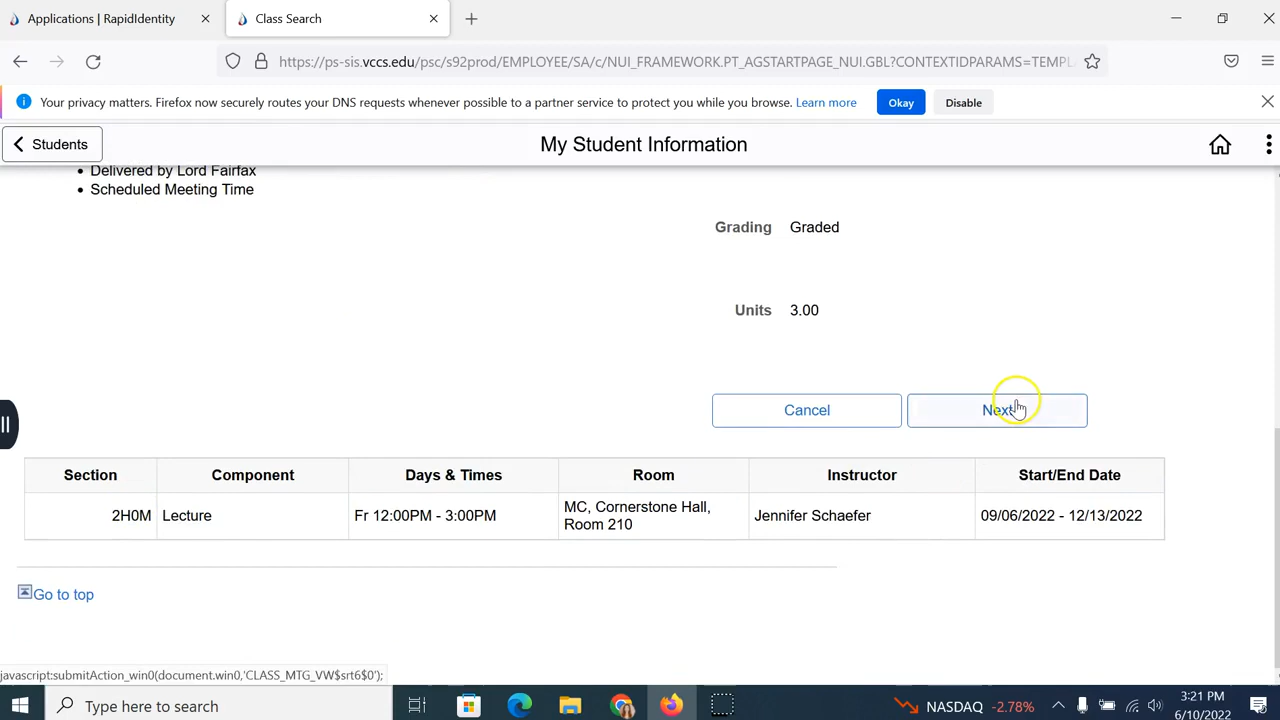 Applications | RapidIdentity
Class Search
https://ps-sis.vccs.edu/psc/s92prod/EMPLOYEE/SA/c/NUI_FRAMEWORK.PT_AGSTARTPAGE_NUI.GBL?CONTEXTIDPARAMS=TEMPL
Your privacy matters. Firefox now securely routes your DNS requests whenever possible to a partner service to protect you while you browse. Learn more Okay Disable
Students My Student Information
Delivered by Lord Fairfax
Scheduled Meeting Time
Grading Graded
Units 3.00
Cancel Next
Section Component Days & Times Room Instructor Start/End Date
2H0M Lecture Fr 12:00PM - 3:00PM MC, Cornerstone Hall, Room 210 Jennifer Schaefer 09/06/2022 - 12/13/2022
Go to top
javascript:submitAction_win0(document.win0,'CLASS_MTG_VW$srt6$0');
Type here to search
NASDAQ -2.78%
3:21 PM
6/10/2022